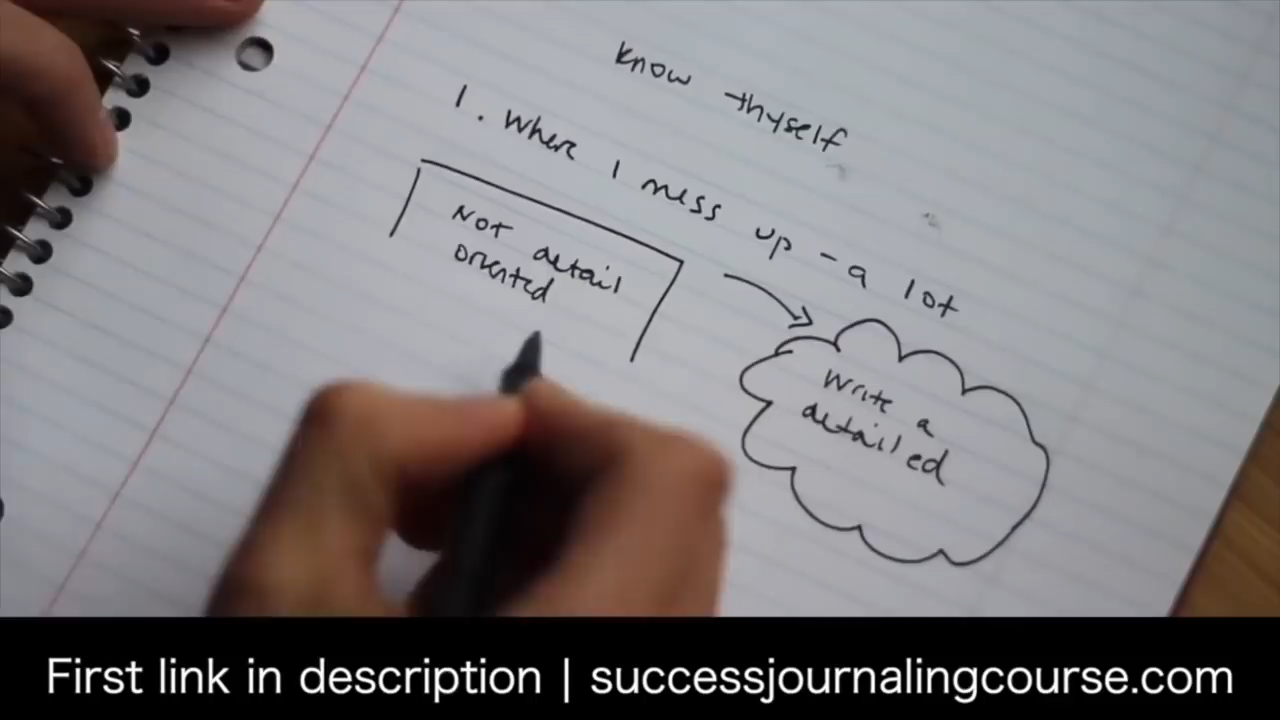 Know thyself
1. Where I mess up - a lot
Not detail
oriented
Write a
detailed
First link in description | successjournalingcourse.com